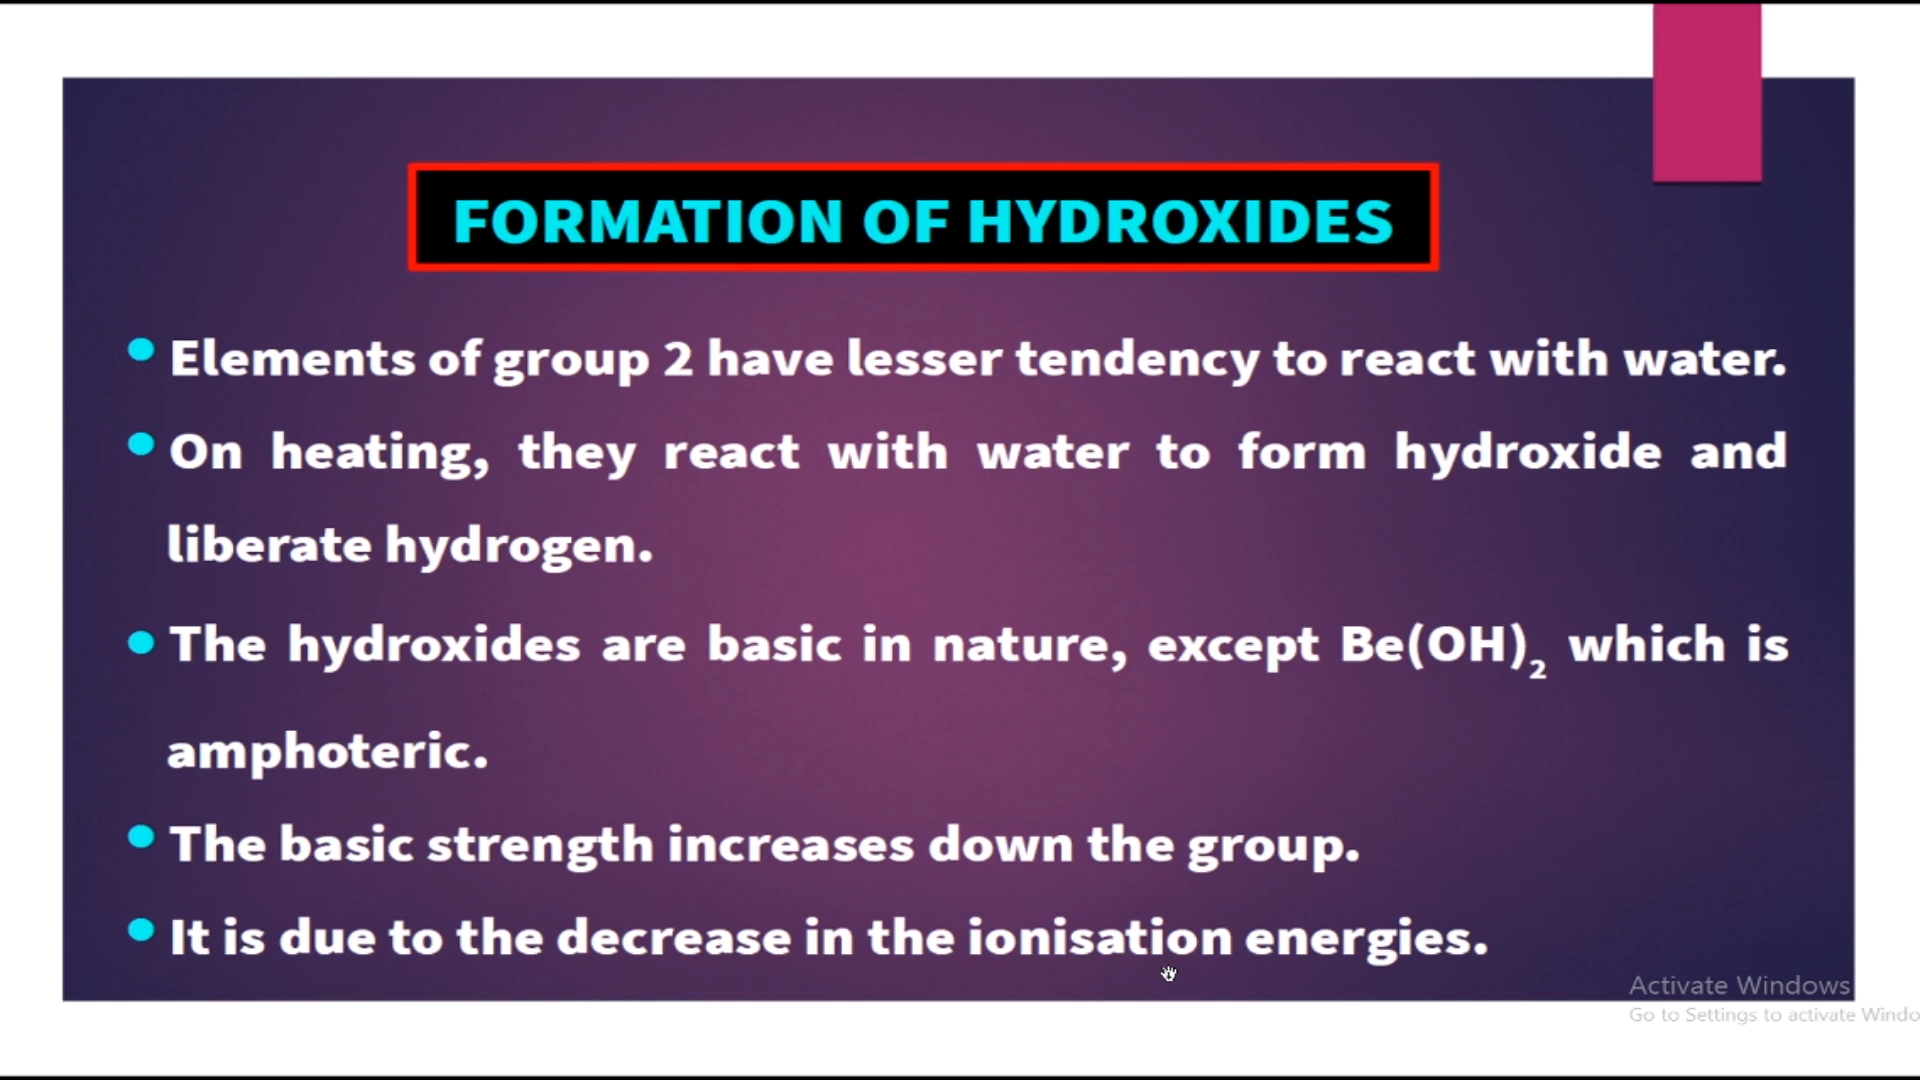 FORMATION OF HYDROXIDES
Elements of group 2 have lesser tendency to react with water.
On heating, they react with water to form hydroxide and
liberate hydrogen.
The hydroxides are basic in nature, except Be(OH)₂ which is
amphoteric.
The basic strength increases down the group.
It is due to the decrease in the ionisation energies.
Activate Windows
Go to Settings to activate Windo